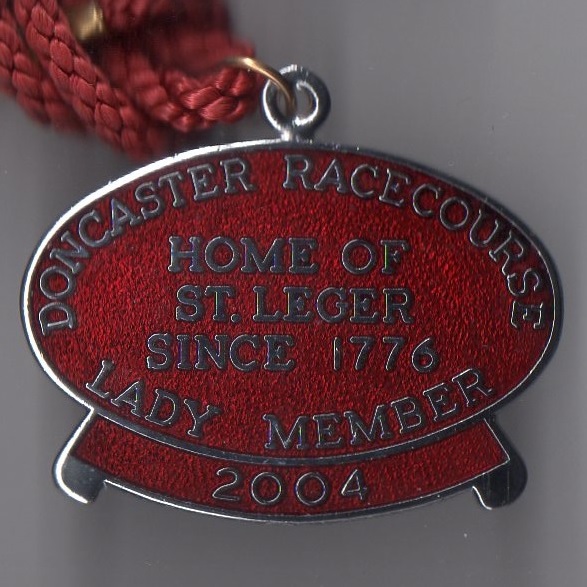 DONCASTER RACECOURSE
HOME OF
ST. LEGER
SINCE 1776
LADY MEMBER
2004